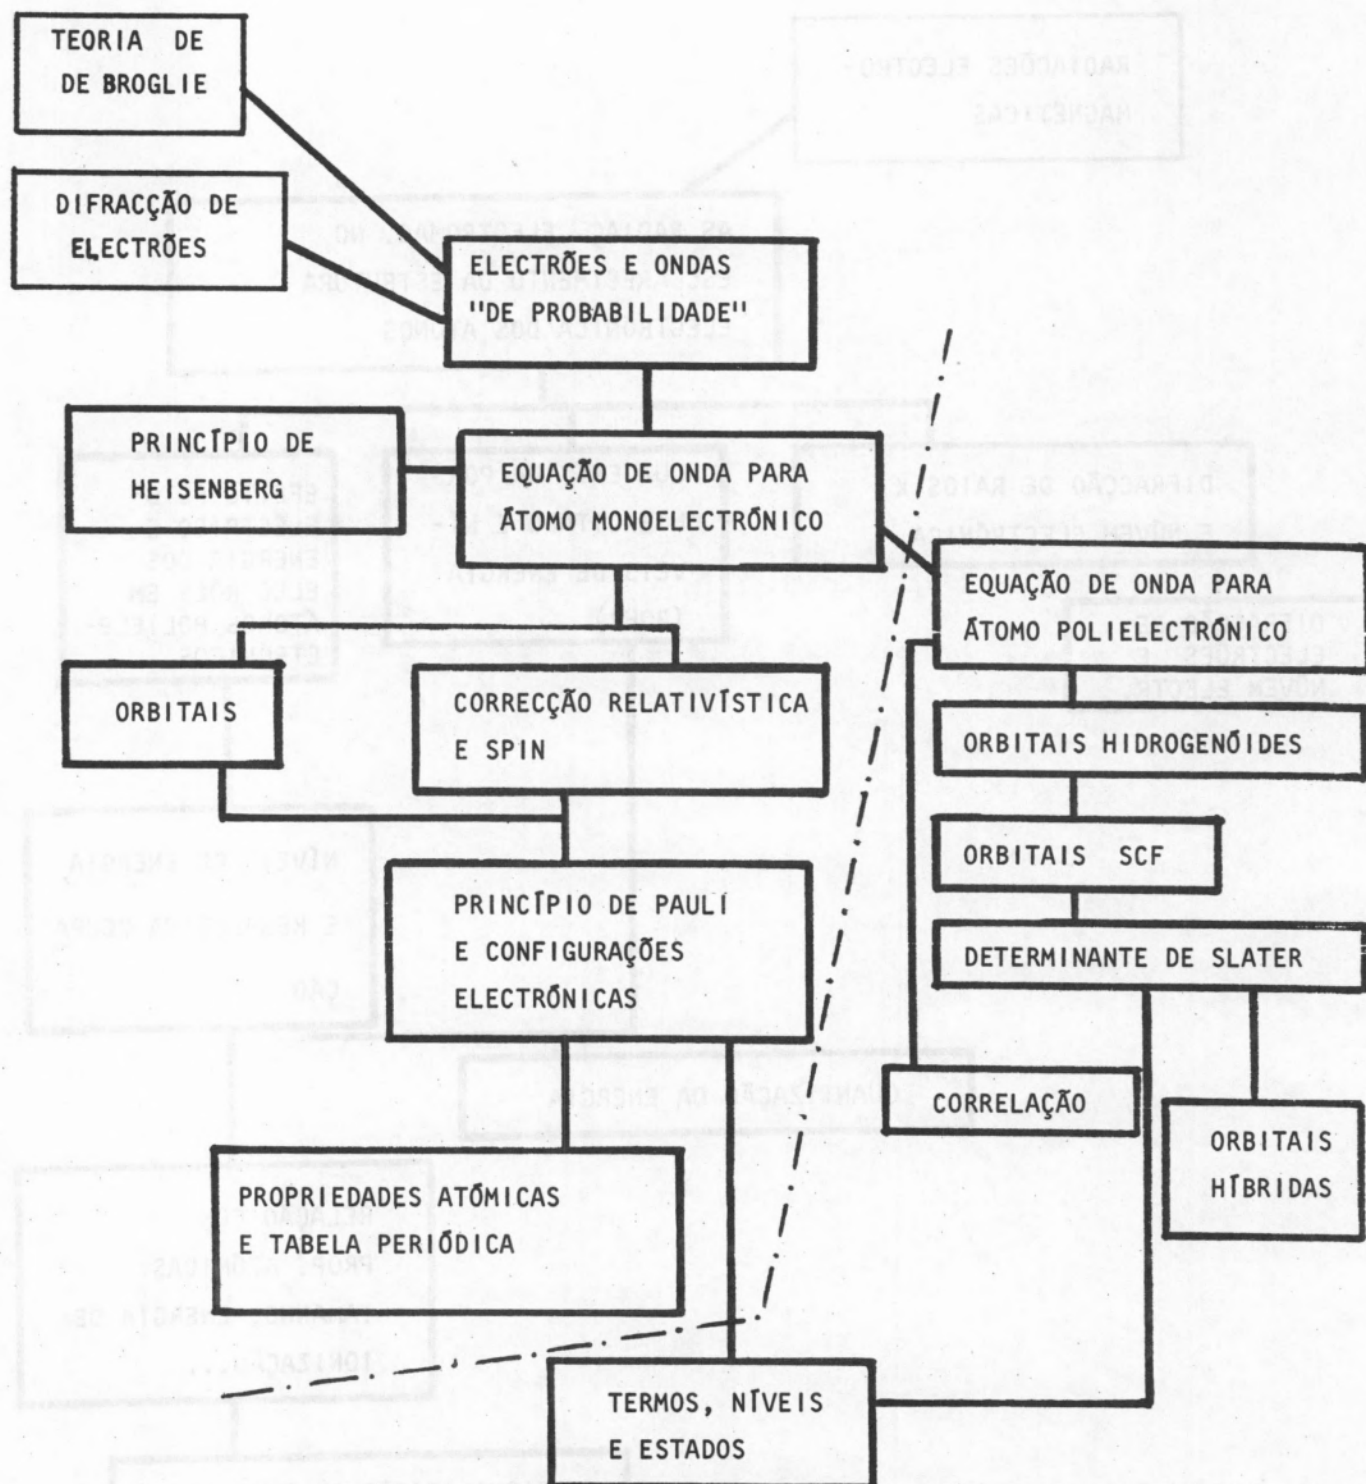 TEORIA DE
DE BROGLIE
DIFRACÇÃO DE
ELECTRÕES
ELECTRÕES E ONDAS
"DE PROBABILIDADE"
PRINCÍPIO DE
HEISENBERG
EQUAÇÃO DE ONDA PARA
ÁTOMO MONOELECTRÓNICO
EQUAÇÃO DE ONDA PARA
ÁTOMO POLIELECTRÓNICO
ORBITAIS
CORRECÇÃO RELATIVÍSTICA
E SPIN
ORBITAIS HIDROGENÓIDES
ORBITAIS SCF
PRINCÍPIO DE PAULI
E CONFIGURAÇÕES
ELECTRÓNICAS
DETERMINANTE DE SLATER
CORRELAÇÃO
ORBITAIS
HÍBRIDAS
PROPRIEDADES ATÓMICAS
E TABELA PERIÓDICA
TERMOS, NÍVEIS
E ESTADOS